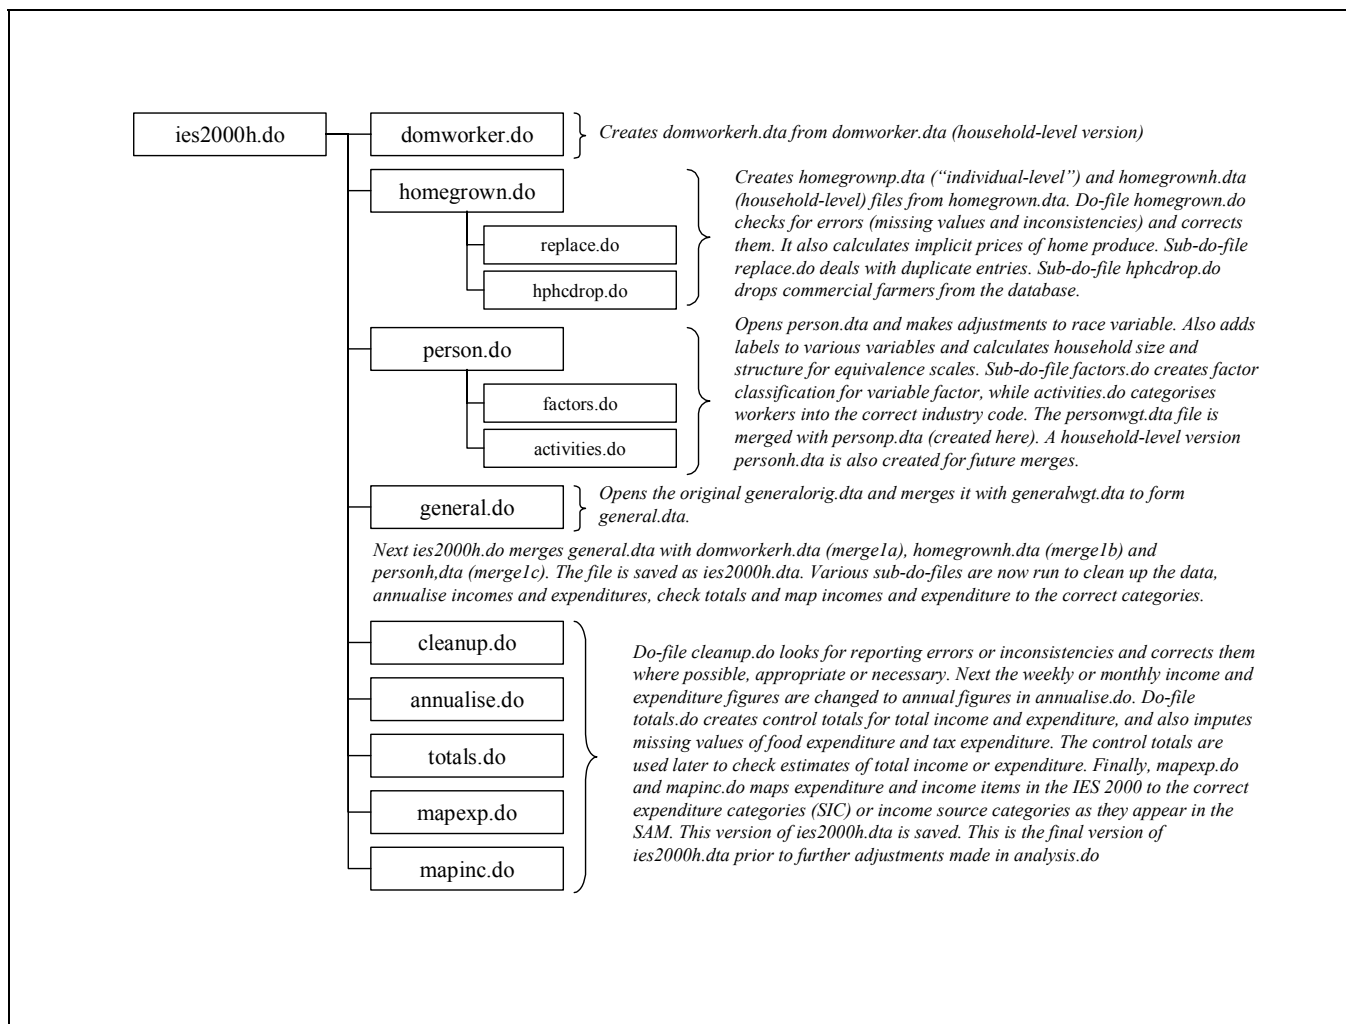 ies2000h.do
domworker.do
Creates domworkerh.dta from domworker.dta (household-level version)
homegrown.do
replace.do
hphcdrop.do
Creates homegrownp.dta (“individual-level”) and homegrownh.dta
(household-level) files from homegrown.dta. Do-file homegrown.do
checks for errors (missing values and inconsistencies) and corrects
them. It also calculates implicit prices of home produce. Sub-do-file
replace.do deals with duplicate entries. Sub-do-file hphcdrop.do
drops commercial farmers from the database.
person.do
factors.do
activities.do
Opens person.dta and makes adjustments to race variable. Also adds
labels to various variables and calculates household size and
structure for equivalence scales. Sub-do-file factors.do creates factor
classification for variable factor, while activities.do categorises
workers into the correct industry code. The personwgt.dta file is
merged with personp.dta (created here). A household-level version
personh.dta is also created for future merges.
general.do
Opens the original generalorig.dta and merges it with generalwgt.dta to form
general.dta.
Next ies2000h.do merges general.dta with domworkerh.dta (merge1a), homegrownh.dta (merge1b) and
personh,dta (merge1c). The file is saved as ies2000h.dta. Various sub-do-files are now run to clean up the data,
annualise incomes and expenditures, check totals and map incomes and expenditure to the correct categories.
cleanup.do
annualise.do
totals.do
mapexp.do
mapinc.do
Do-file cleanup.do looks for reporting errors or inconsistencies and corrects them
where possible, appropriate or necessary. Next the weekly or monthly income and
expenditure figures are changed to annual figures in annualise.do. Do-file
totals.do creates control totals for total income and expenditure, and also imputes
missing values of food expenditure and tax expenditure. The control totals are
used later to check estimates of total income or expenditure. Finally, mapexp.do
and mapinc.do maps expenditure and income items in the IES 2000 to the correct
expenditure categories (SIC) or income source categories as they appear in the
SAM. This version of ies2000h.dta is saved. This is the final version of
ies2000h.dta prior to further adjustments made in analysis.do